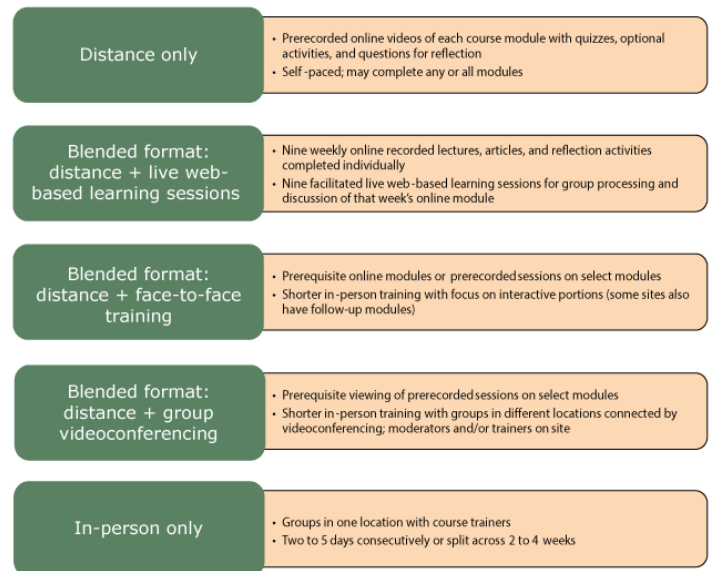 Distance only
• Prerecorded online videos of each course module with quizzes, optional
activities, and questions for reflection
• Self-paced; may complete any or all modules
Blended format:
distance + live web-
based learning sessions
• Nine weekly online recorded lectures, articles, and reflection activities
completed individually
• Nine facilitated live web-based learning sessions for group processing and
discussion of that week's online module
Blended format:
distance + face-to-face
training
• Prerequisite online modules or prerecorded sessions on select modules
• Shorter in-person training with focus on interactive portions (some sites also
have follow-up modules)
Blended format:
distance + group
videoconferencing
• Prerequisite viewing of prerecorded sessions on select modules
• Shorter in-person training with groups in different locations connected by
videoconferencing; moderators and/or trainers on site
In-person only
• Groups in one location with course trainers
• Two to 5 days consecutively or split across 2 to 4 weeks